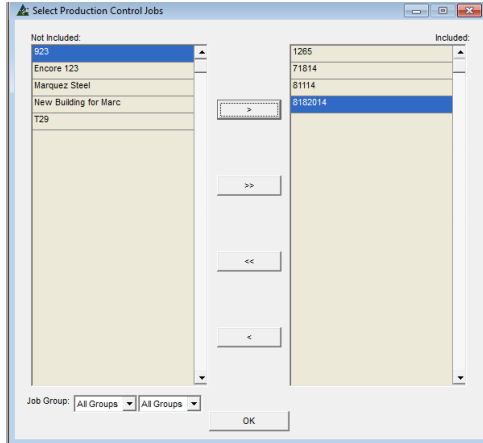 Select Production Control Jobs
Not Included:
Included:
923
Encore 123
Marquez Steel
New Building for Marc
T29
1265
71814
81114
8182014
>
>>
<<
<
Job Group: All Groups All Groups
OK